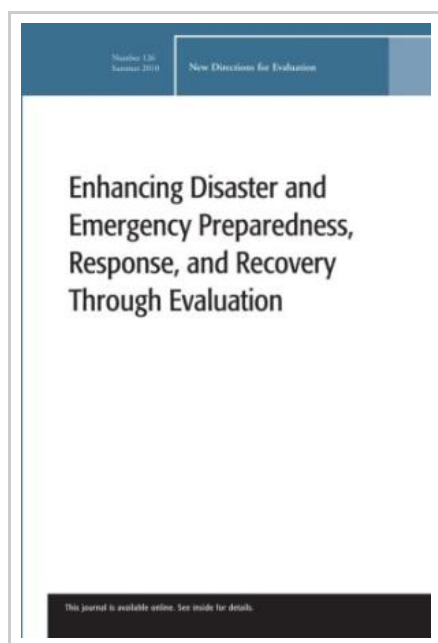 Number 126
Summer 2010
New Directions for Evaluation
Enhancing Disaster and
Emergency Preparedness,
Response, and Recovery
Through Evaluation
This journal is available online. See inside for details.